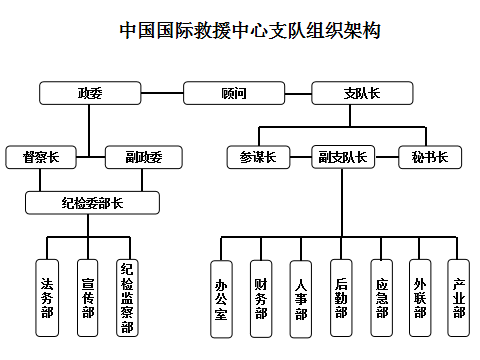 中国国际救援中心支队组织架构
政委
顾问
支队长
督察长
副政委
参谋长
副支队长
秘书长
纪检委部长
法务部
宣传部
纪检监察部
办公室
财务部
人事部
后勤部
应急部
外联部
产业部